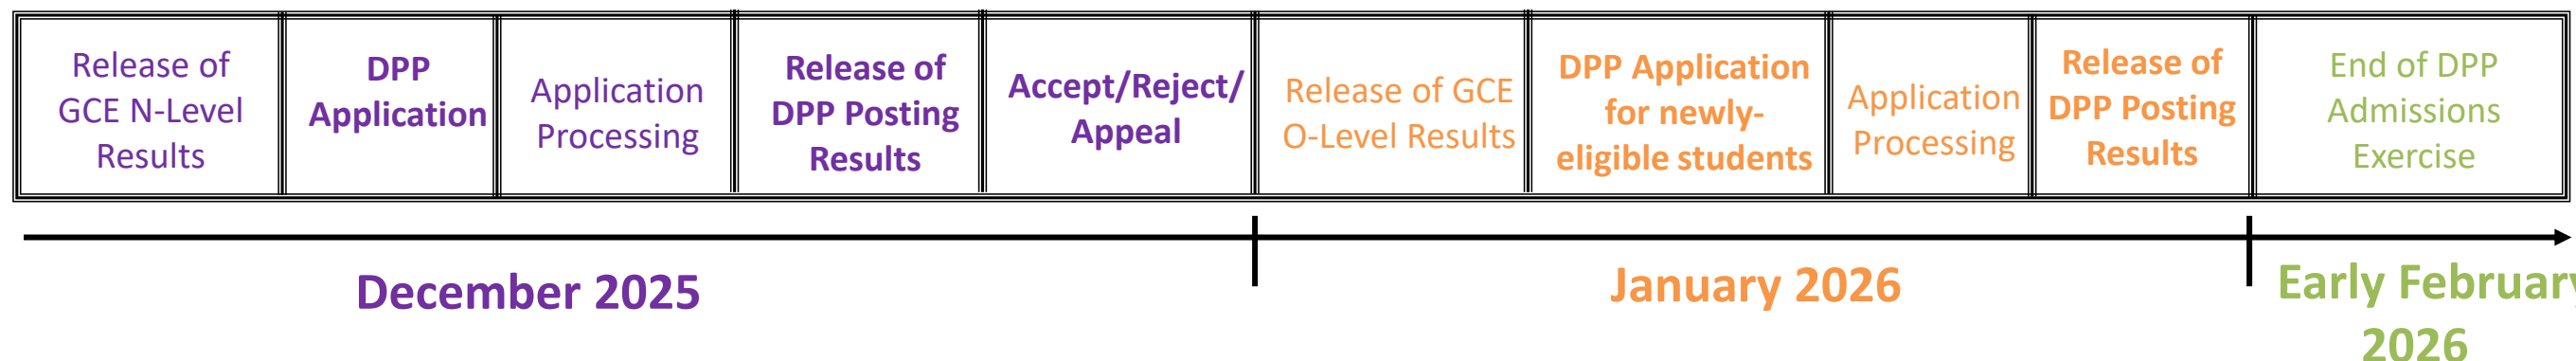 Release of
GCE N-Level
Results
DPP
Application
Application
Processing
Release of
DPP Posting
Results
Accept/Reject/
Appeal
Release of GCE
O-Level Results
DPP Application
for newly-
eligible students
Application
Processing
Release of
DPP Posting
Results
End of DPP
Admissions
Exercise
December 2025
January 2026
Early February
2026